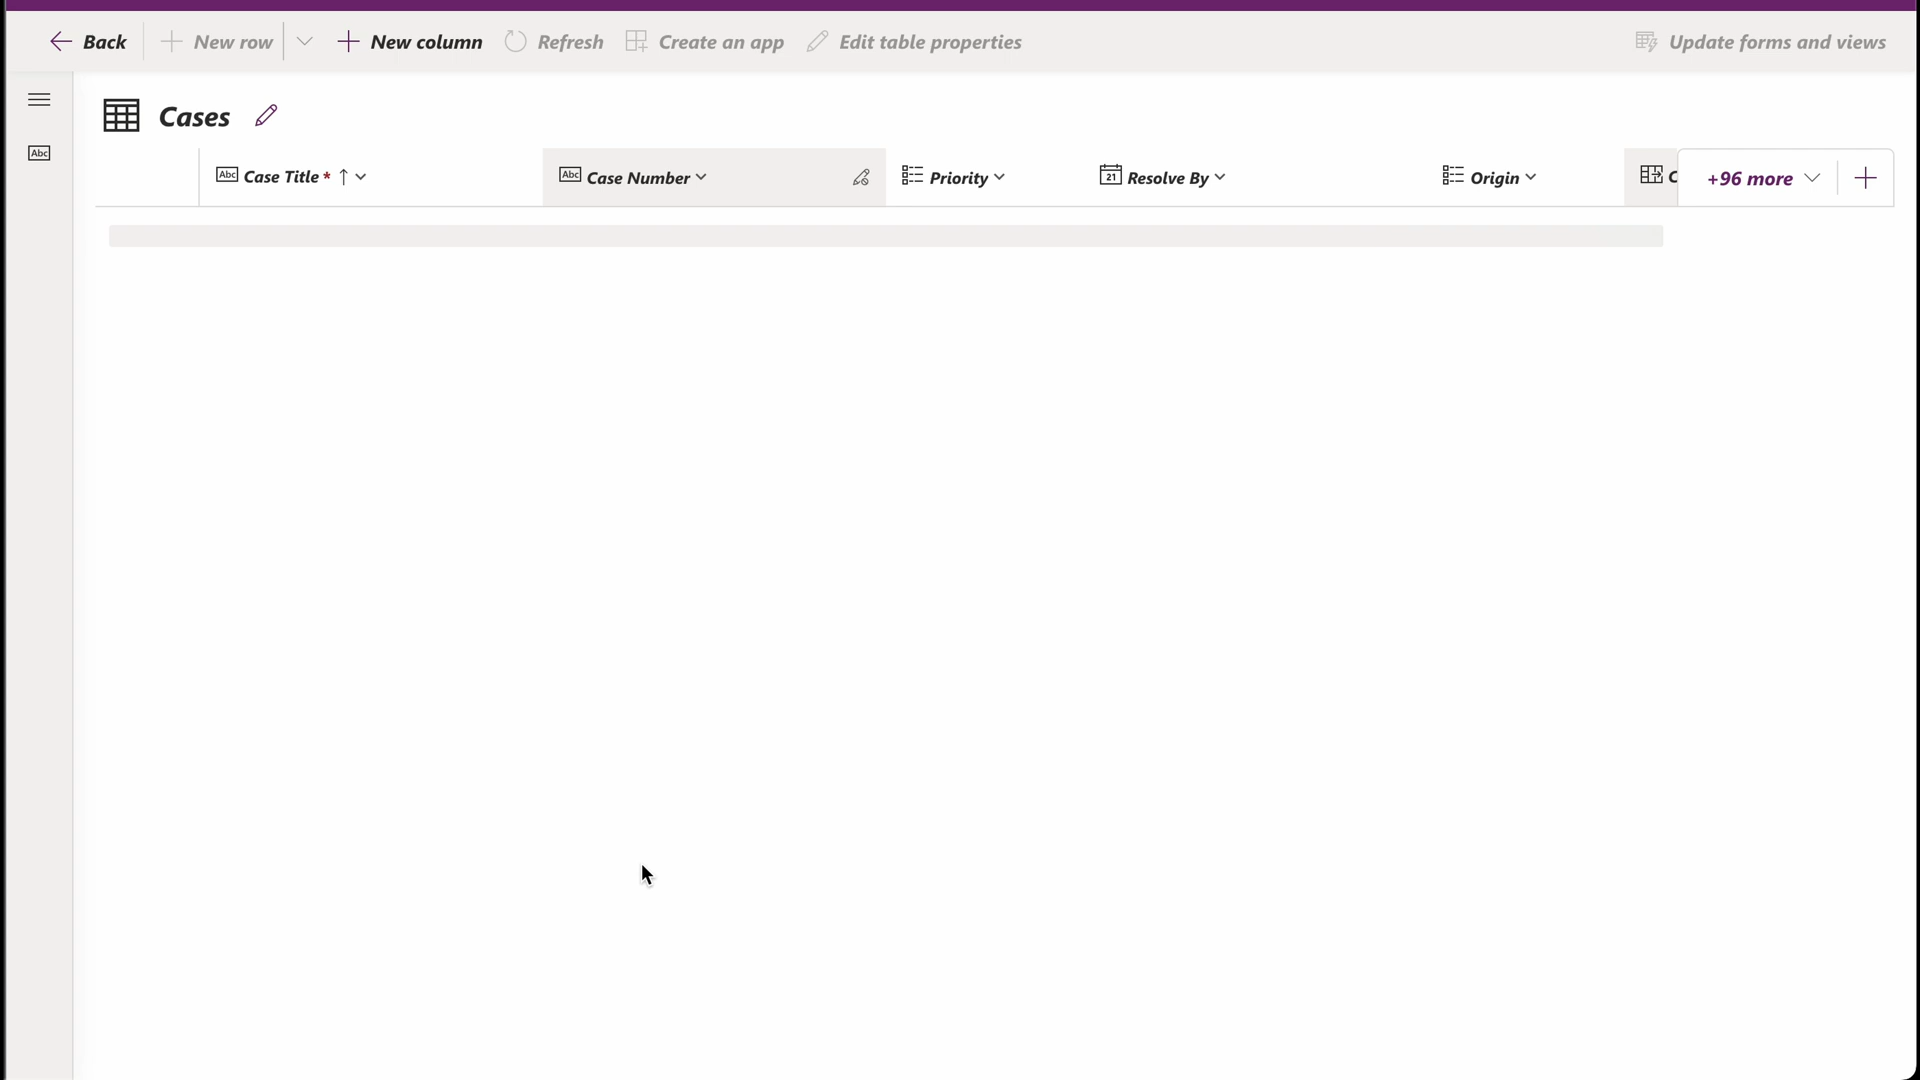 Back New row New column Refresh Create an app Edit table properties Update forms and views
Cases
Abc
Abc Case Title * Abc Case Number Priority 21 Resolve By Origin C +96 more